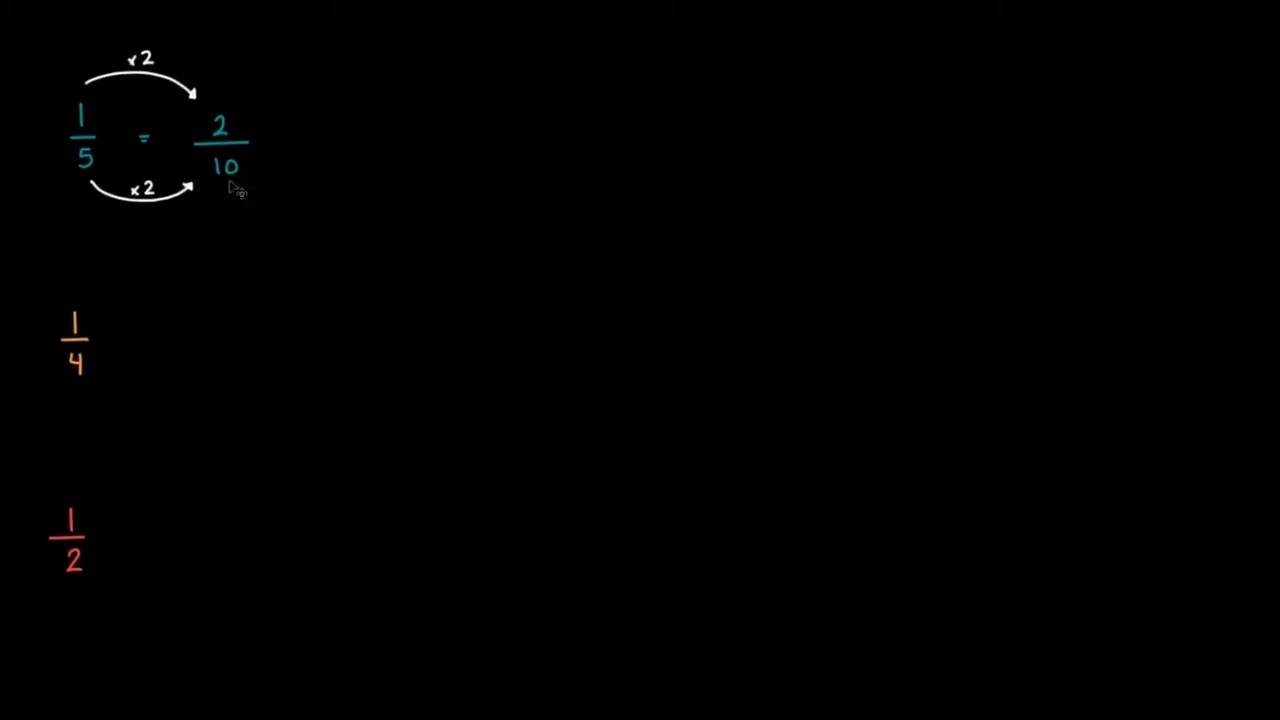 ×2
1/5 = 2/10
×2
1/4
1/2